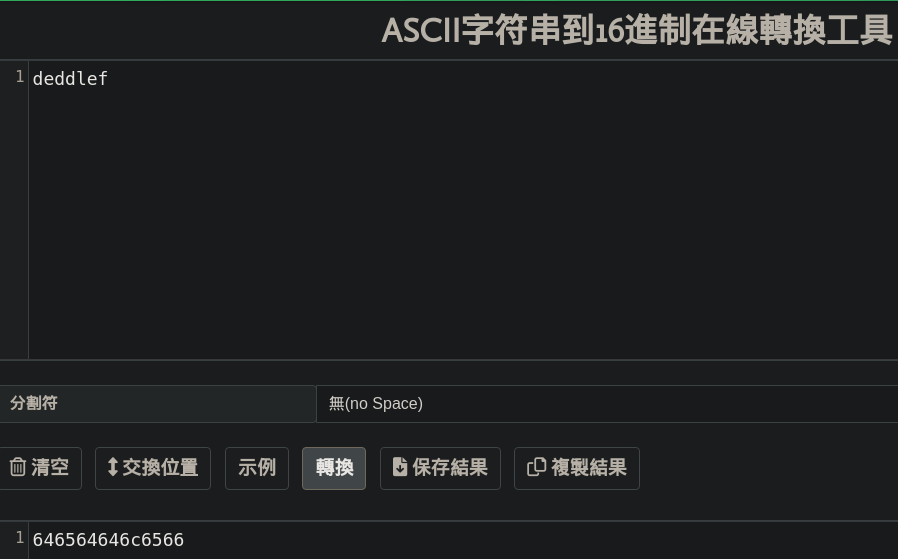 ASCII字符串到16進制在線轉換工具
1 deddlef
分割符 無(no Space)
清空 交換位置 示例 轉換 保存結果 複製結果
1 646564646c6566